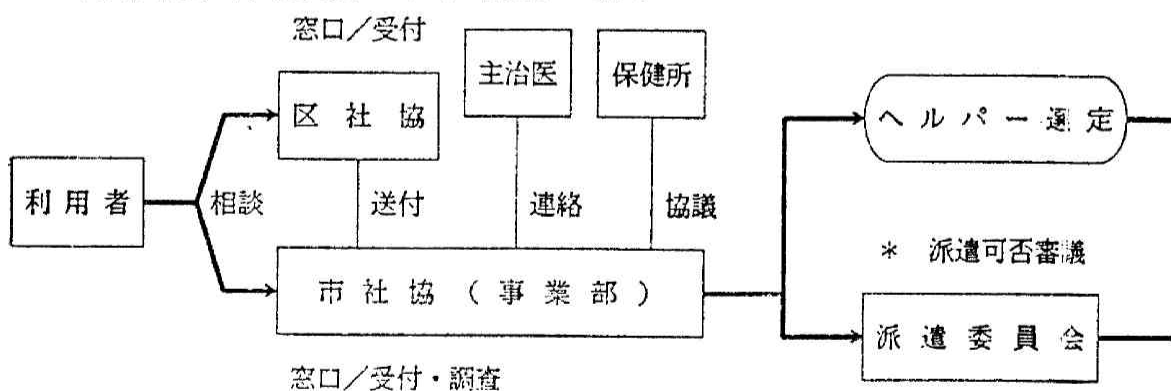 窓口／受付
主治医
保健所
区社協
ヘルパー選定
利用者
相談
送付
連絡
協議
＊ 派遣可否審議
市社協（事業部）
派遣委員会
窓口／受付・調査